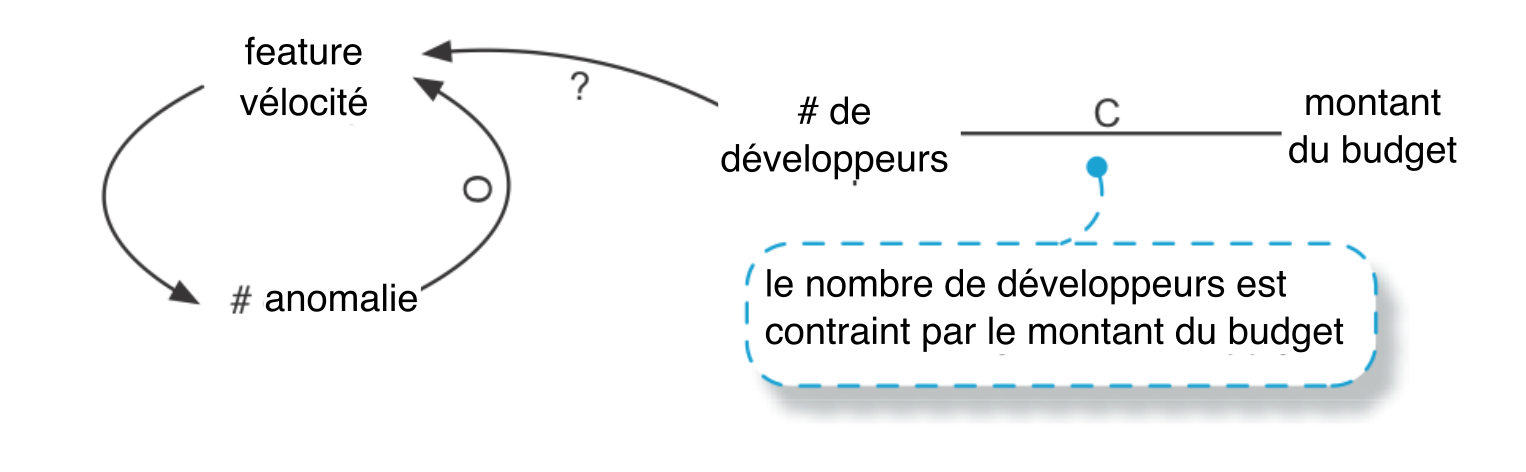 feature
vélocité
?
# de
développeurs
C
montant
du budget
O
# anomalie
le nombre de développeurs est
contraint par le montant du budget